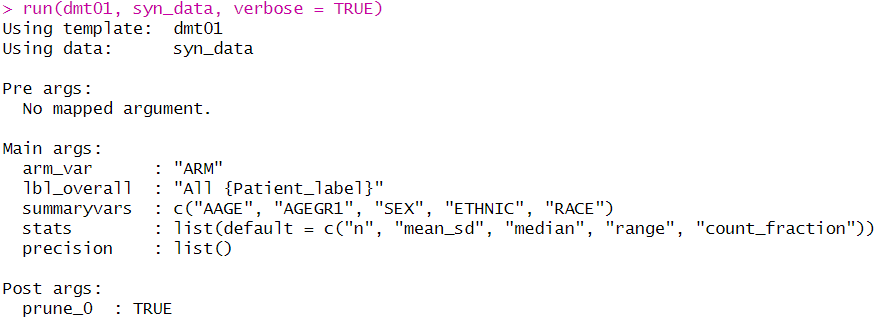 > run(dmt01, syn_data, verbose = TRUE)
Using template:  dmt01
Using data:      syn_data

Pre args:
  No mapped argument.

Main args:
  arm_var      : "ARM"
  lbl_overall  : "All {Patient_label}"
  summaryvars  : c("AAGE", "AGEGR1", "SEX", "ETHNIC", "RACE")
  stats        : list(default = c("n", "mean_sd", "median", "range", "count_fraction"))
  precision    : list()

Post args:
  prune_0  : TRUE